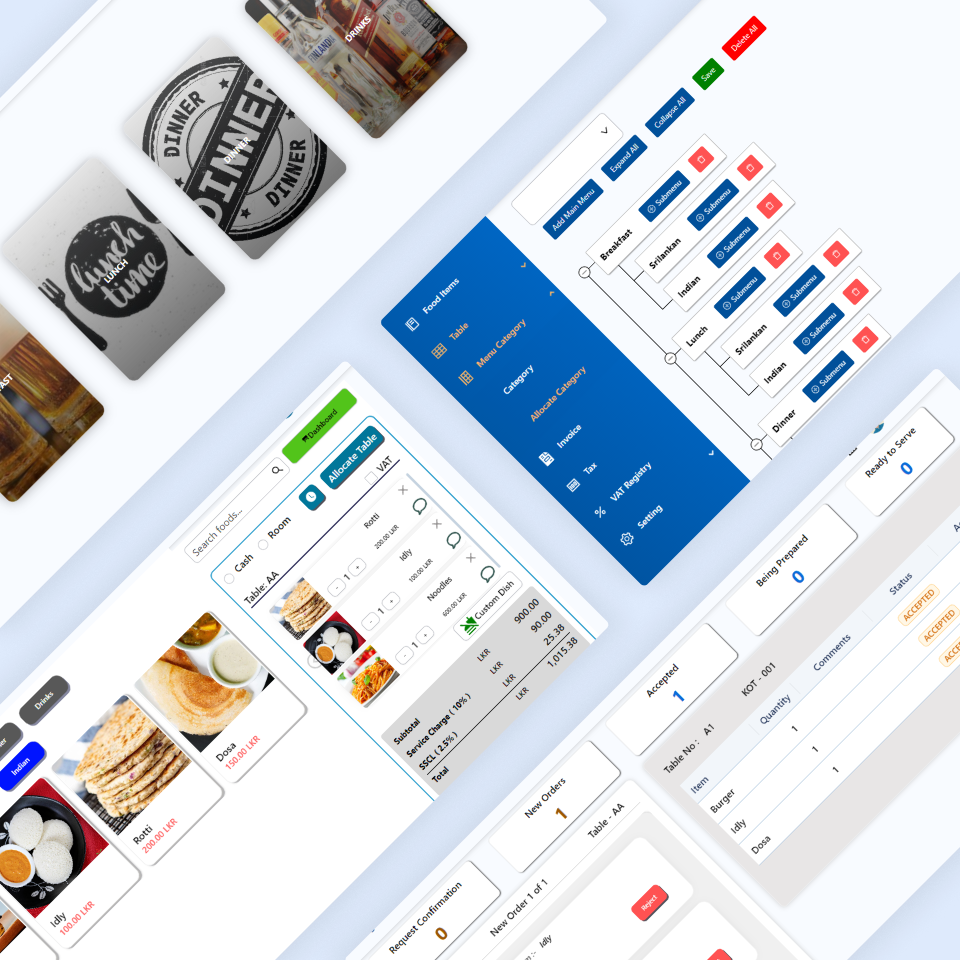 DRINKS
FINLANDIA
DINNER
DINNER
DINNER
DINNER
lunch
time
LUNCH
AST
Delete All
Save
Collapse All
Expand All
Add Main Menu
Breakfast
Submenu
Srilankan
Submenu
Indian
Submenu
Lunch
Submenu
Srilankan
Submenu
Indian
Submenu
Dinner
Submenu
Food Items
Table
Menu Category
Category
Allocate Category
Invoice
Tax
VAT Registry
Setting
Dashboard
Search foods...
Allocate Table
Cash
Room
VAT
Table: AA
Rotti
- 1 +
200.00 LKR
Idly
- 1 +
100.00 LKR
Noodles
- 1 +
600.00 LKR
Custom Dish
Subtotal LKR 900.00
Service Charge ( 10% ) LKR 90.00
SSCL ( 2.5% ) LKR 25.38
Total LKR 1,015.38
Drinks
Indian
Dosa
150.00 LKR
Rotti
200.00 LKR
Idly
100.00 LKR
Ready to Serve
0
Being Prepared
0
Accepted
1
New Orders
1
Request Confirmation
0
Table No : A1
KOT - 001
Item
Quantity
Comments
Status
Burger
1
ACCEPTED
Idly
1
ACCEPTED
Dosa
1
New Order 1 of 1
Table - AA
Idly
Reject